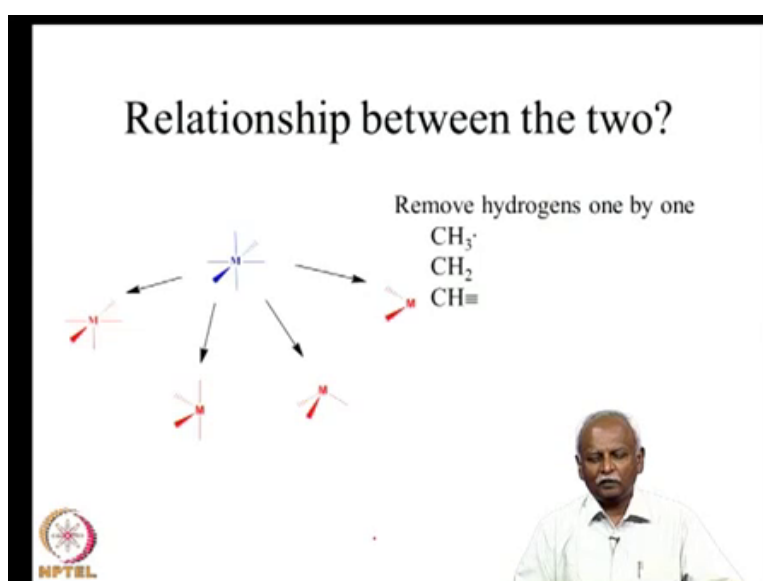 Relationship between the two?
Remove hydrogens one by one
CH₃·
CH₂
CH≡
M
M
M
M
M
NPTEL